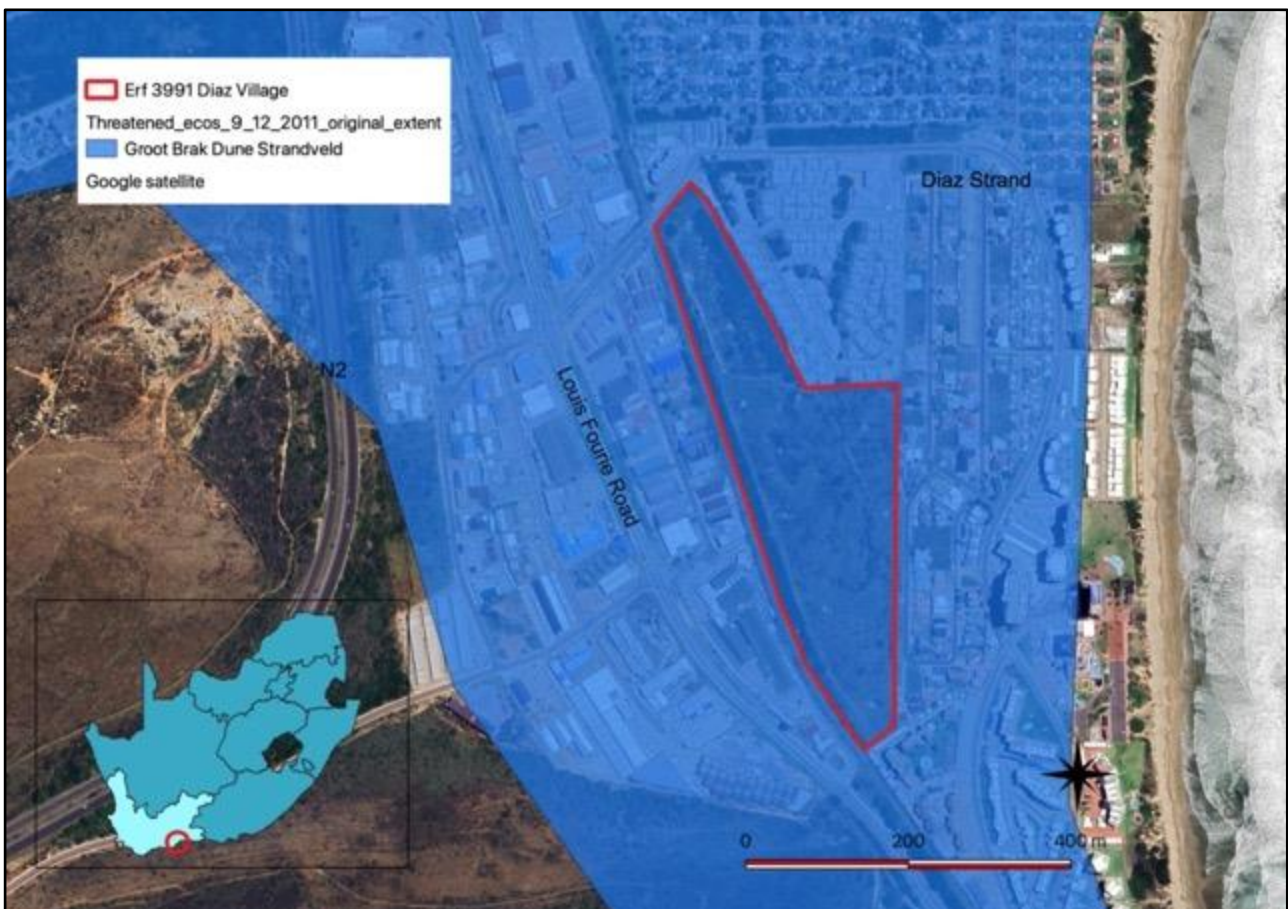 Erf 3991 Diaz Village
Threatened_ecos_9_12_2011_original_extent
Groot Brak Dune Strandveld
Google satellite
Diaz Strand
N2
Louis Fourie Road
0 200 400 m